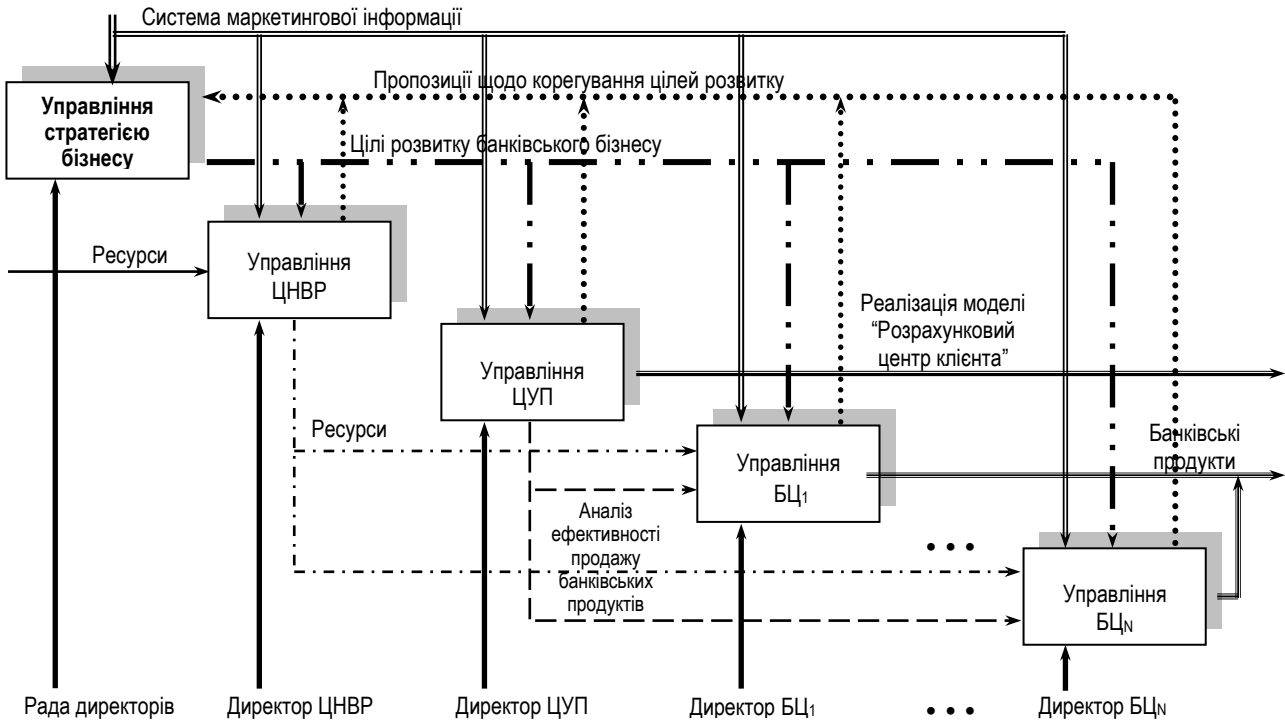 Система маркетингової інформації
Пропозиції щодо корегування цілей розвитку
Управління
стратегією
бізнесу
Цілі розвитку банківського бізнесу
Ресурси
Управління
ЦНВР
Реалізація моделі
“Розрахунковий
центр клієнта”
Управління
ЦУП
Ресурси
Управління
БЦ1
Банківські
продукти
Аналіз
ефективності
продажу
банківських
продуктів
• • •
Управління
БЦN
Рада директорів
Директор ЦНВР
Директор ЦУП
Директор БЦ1
• • •
Директор БЦN